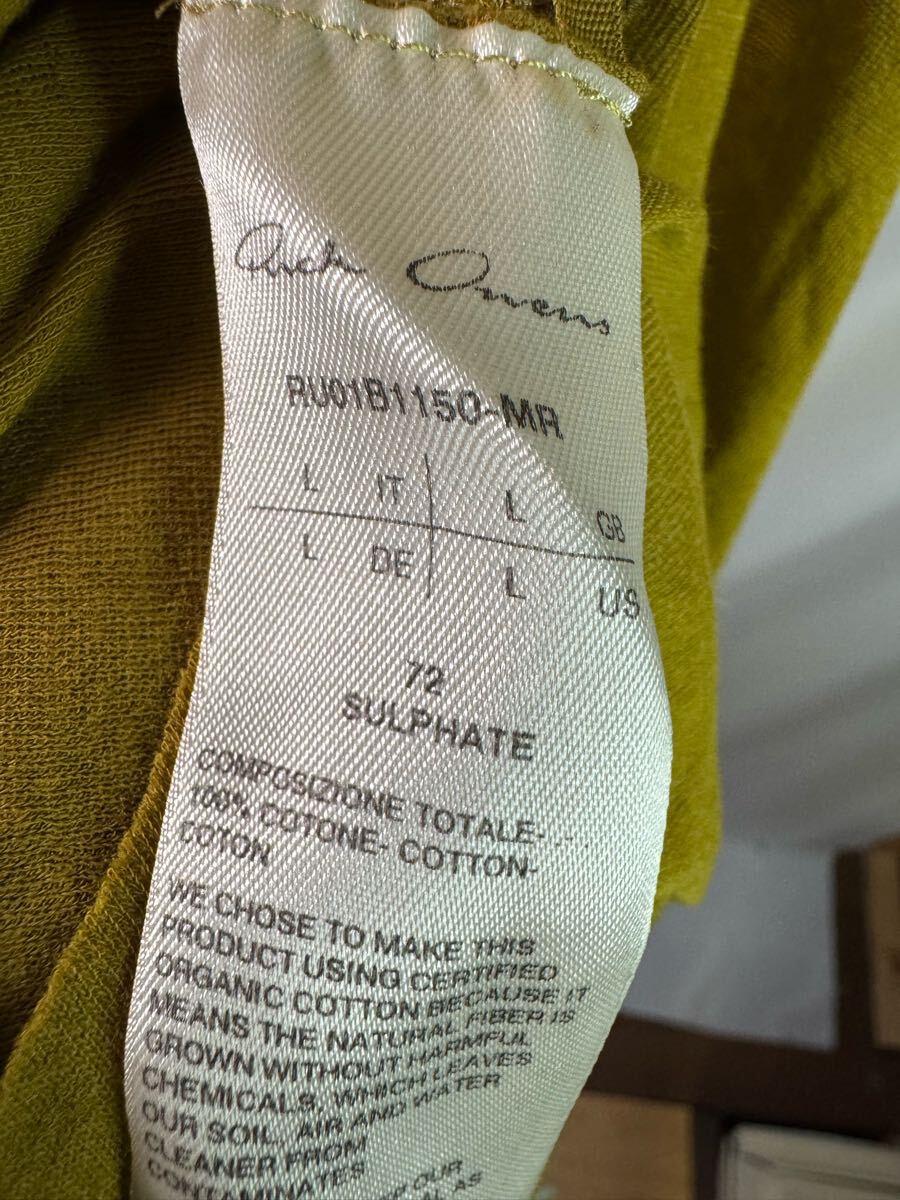 Rick Owens
RU01B1150-MR
L IT L GB
L DE L US
72
SULPHATE
COMPOSIZIONE TOTALE-
100% COTONE- COTTON-
COTON
WE CHOSE TO MAKE THIS
PRODUCT USING CERTIFIED
ORGANIC COTTON BECAUSE IT
MEANS THE NATURAL FIBER IS
GROWN WITHOUT HARMFUL
CHEMICALS, WHICH LEAVES
OUR SOIL, AIR AND WATER
CLEANER FROM
CONTAMINATES
OUR
AS